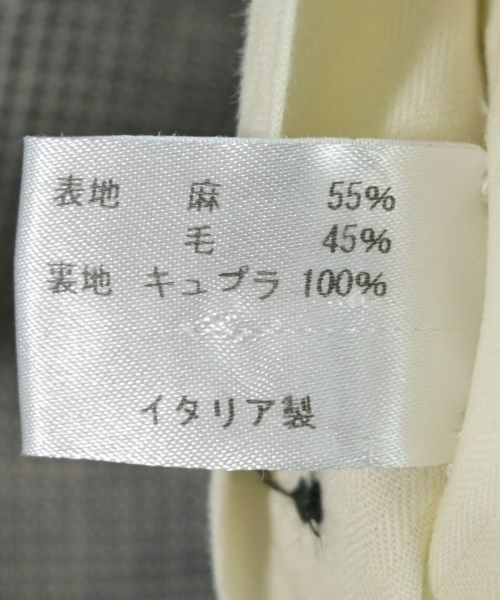 表地 麻 55%
毛 45%
裏地 キュプラ 100%
イタリア製